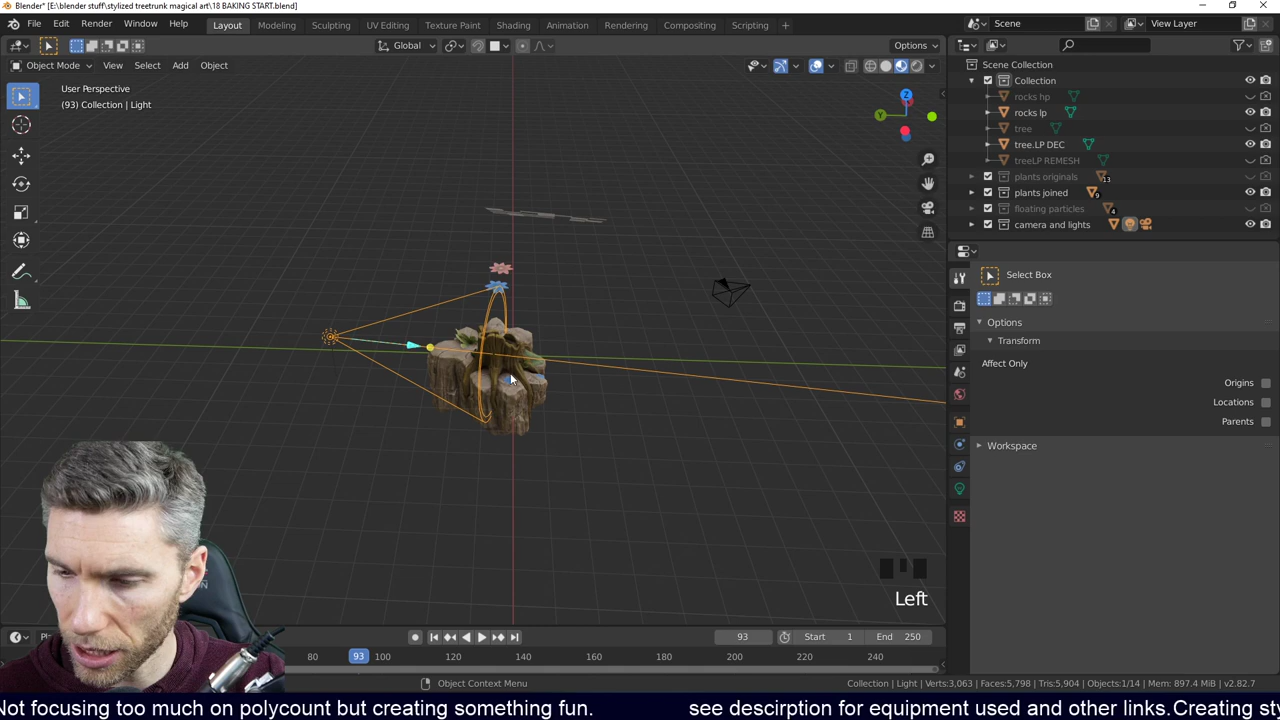 Blender* [E:\blender stuff\stylized treetrunk magical art\18 BAKING START.blend]
File Edit Render Window Help Layout Modeling Sculpting UV Editing Texture Paint Shading Animation Rendering Compositing Scripting + Scene View Layer
Global Options
Object Mode View Select Add Object
User Perspective
(93) Collection | Light
Z
Y
Scene Collection
Collection
rocks hp
rocks lp
tree
tree.LP DEC
treeLP REMESH
plants originals 13
plants joined 9
floating particles 4
camera and lights
Select Box
Options
Transform
Affect Only
Origins
Locations
Parents
Workspace
Left
93 Start 1 End 250
80 93 100 120 140 160 180 200 220 240
Object Context Menu Collection | Light | Verts:3,063 | Faces:5,798 | Tris:5,904 | Objects:1/14 | Mem: 897.4 MiB | v2.82.7
Not focusing too much on polycount but creating something fun. see descirption for equipment used and other links.Creating sty